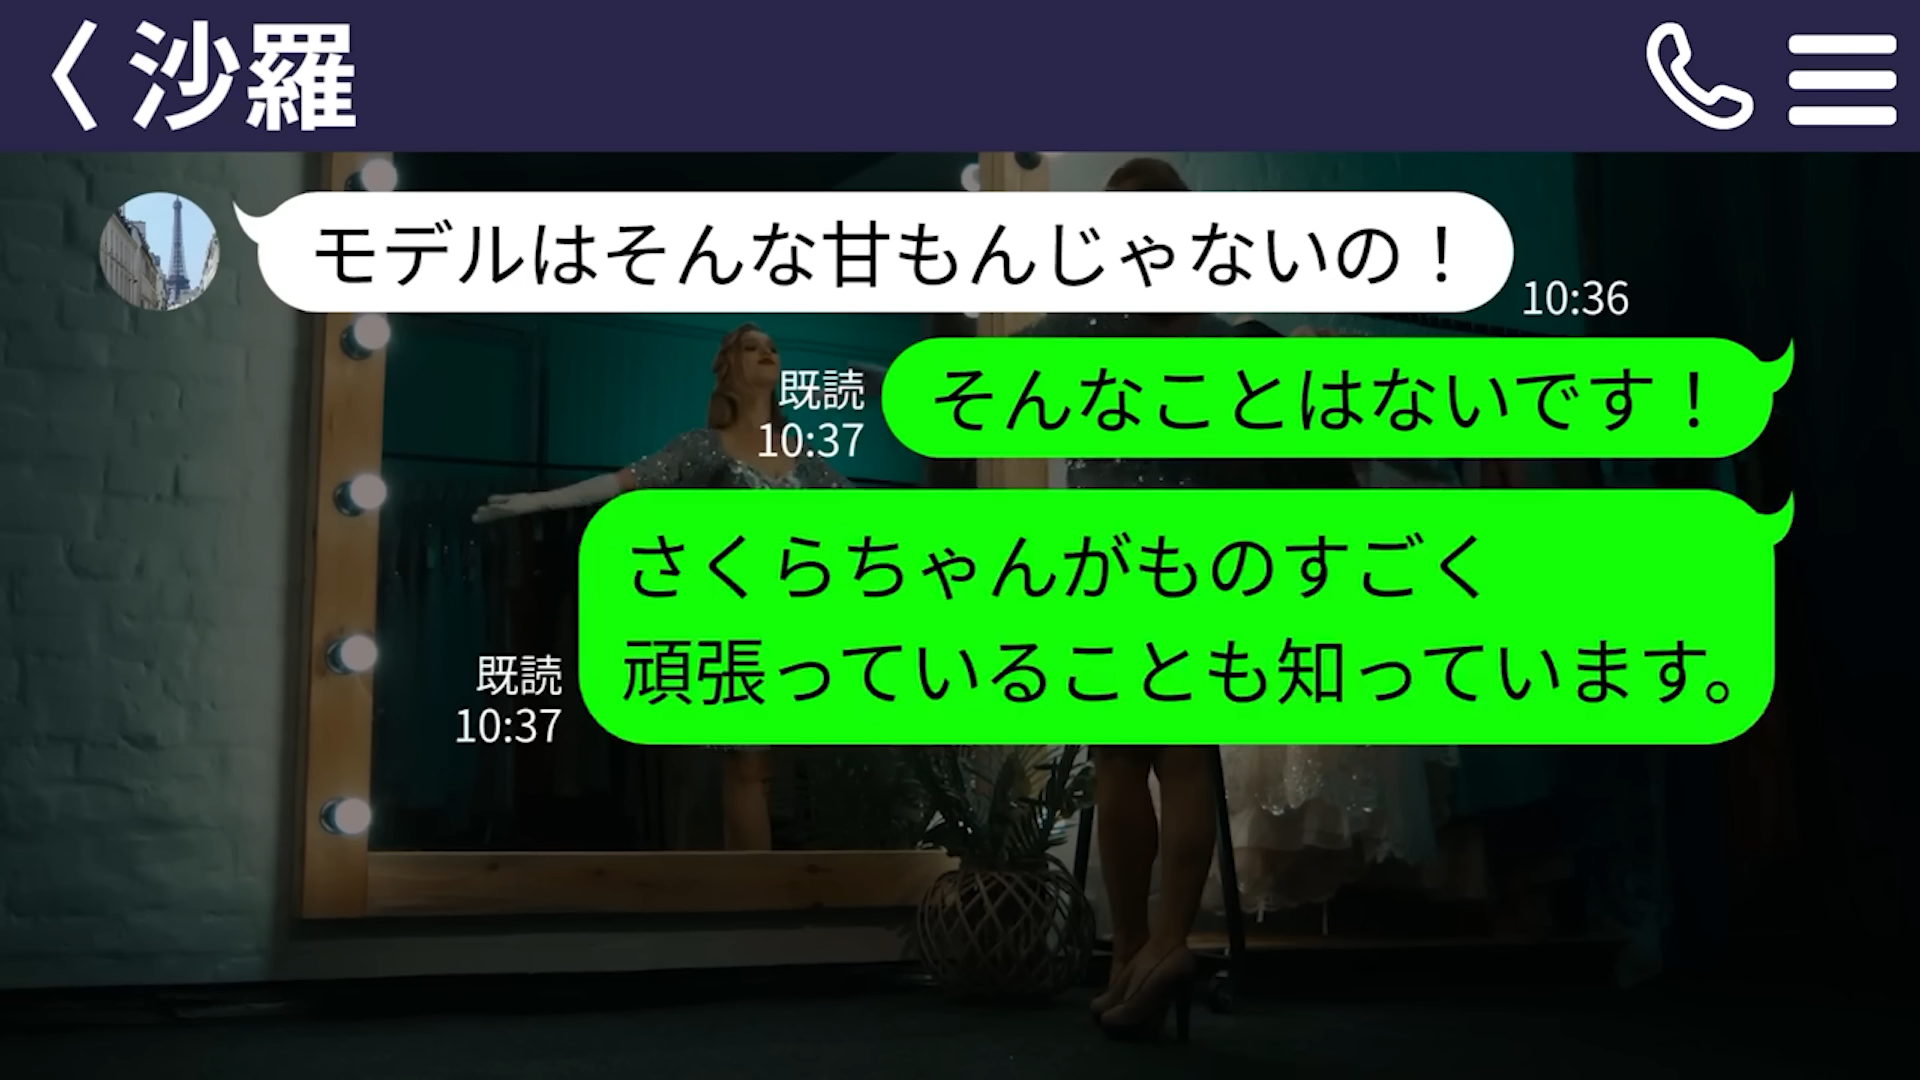 沙羅
モデルはそんな甘もんじゃないの！
10:36
そんなことはないです！
既読
10:37
さくらちゃんがものすごく
頑張っていることも知っています。
既読
10:37